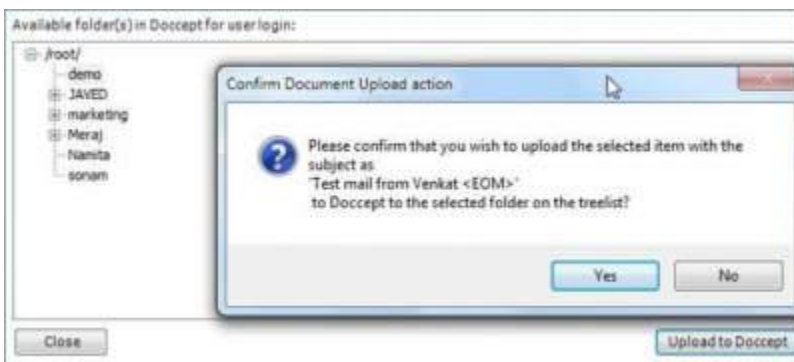 Available folder(s) in Doccept for user login:
/root/
demo
JAVED
marketing
Meraj
Namita
sonam
Confirm Document Upload action
Please confirm that you wish to upload the selected item with the
subject as
'Test mail from Venkat <EOM>'
to Doccept to the selected folder on the treelist?
Yes
No
Close
Upload to Doccept